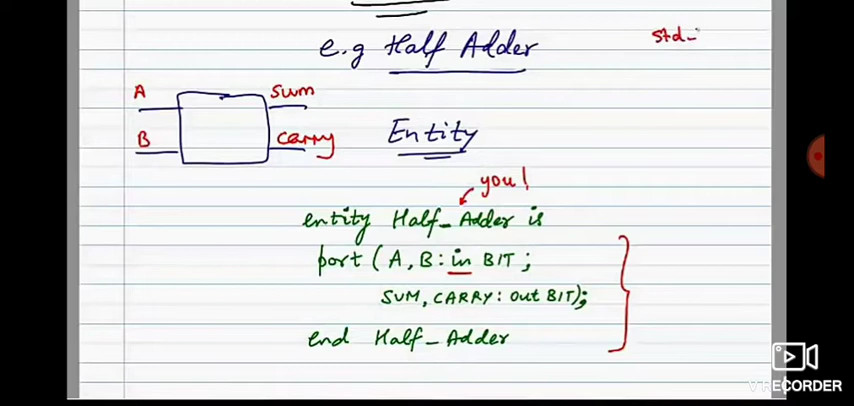 e.g Half Adder
std-
A
Sum
B
Carry
Entity
you!
entity Half_Adder is
port ( A, B : in BIT ;
SUM, CARRY : out BIT);
end Half_Adder
V RECORDER